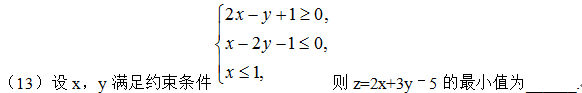 （13）设 x，y 满足约束条件 { 2x − y + 1 ≥ 0, x − 2y − 1 ≤ 0, x ≤ 1, 则 z=2x+3y－5 的最小值为______.